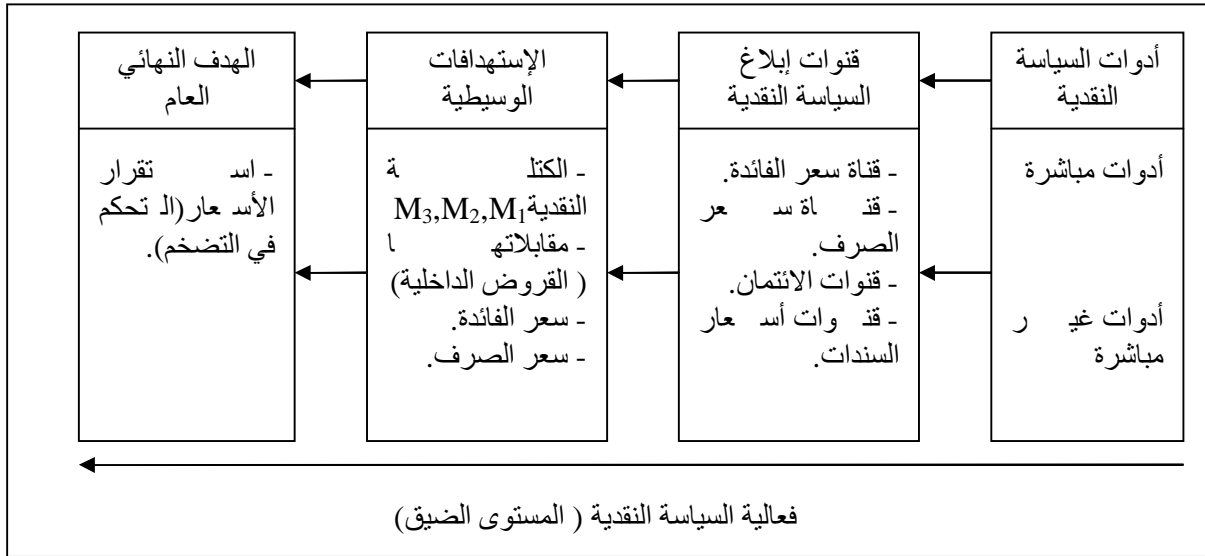 أدوات السياسة
النقدية
أدوات مباشرة
أدوات غير
مباشرة
قنوات إبلاغ
السياسة النقدية
- قناة سعر الفائدة.
- قناة سعر
الصرف.
- قنوات الائتمان.
- قنوات أسعار
السندات.
الإستهدافات
الوسيطية
- الكتلة
النقدية M3,M2,M1
- مقابلاتها
( القروض الداخلية)
- سعر الفائدة.
- سعر الصرف.
الهدف النهائي
العام
- استقرار
الأسعار(التحكم
في التضخم).
فعالية السياسة النقدية ( المستوى الضيق)